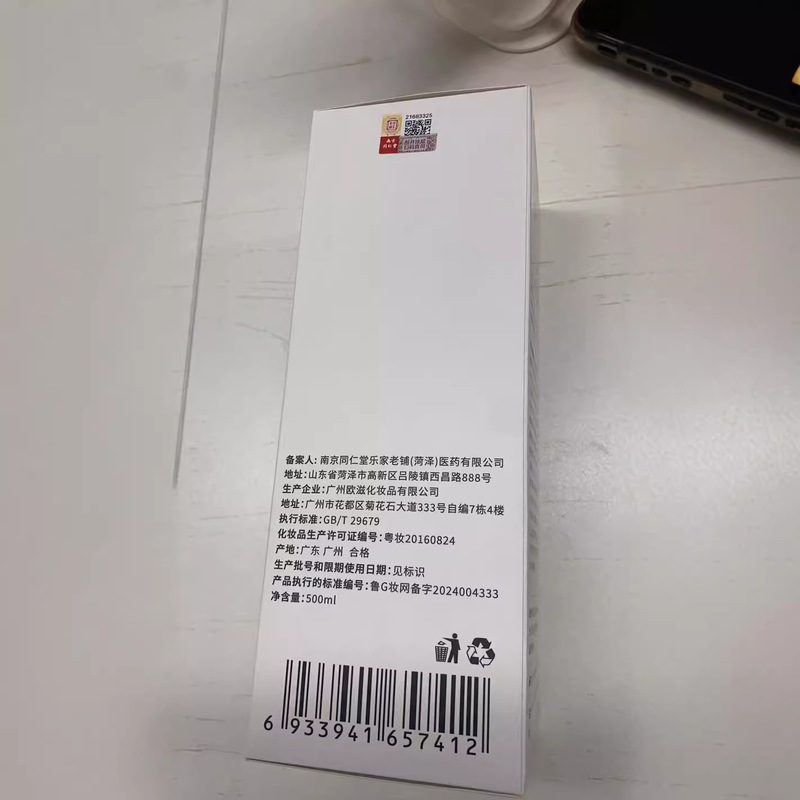 21683325
南京
同仁堂
备案人: 南京同仁堂乐家老铺(菏泽)医药有限公司
地址:山东省菏泽市高新区吕陵镇西昌路888号
生产企业:广州欧滋化妆品有限公司
地址:广州市花都区菊花石大道333号自编7栋4楼
执行标准:GB/T 29679
化妆品生产许可证编号:粤妆20160824
产地:广东 广州 合格
生产批号和限期使用日期:见标识
产品执行的标准编号:鲁G妆网备字2024004333
净含量:500ml
6 933941 657412